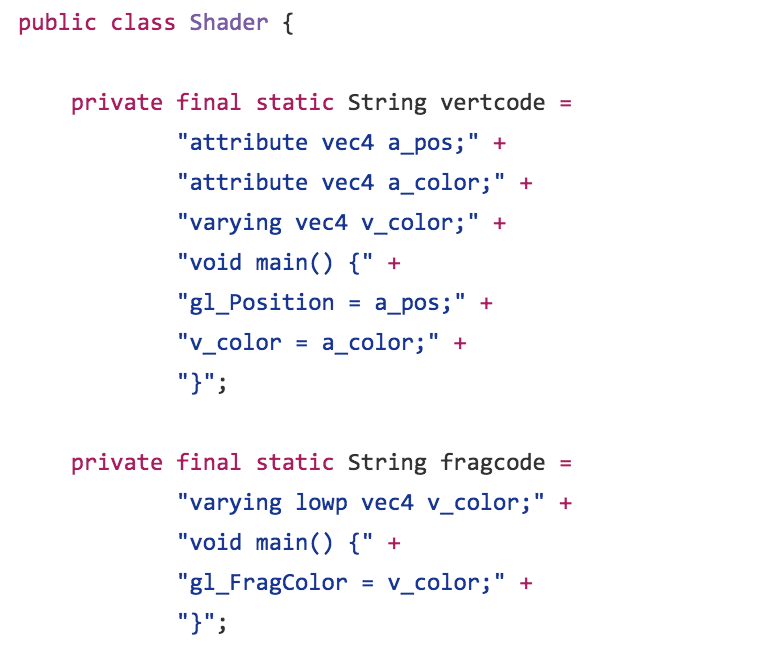 public class Shader {
private final static String vertcode =
"attribute vec4 a_pos;" +
"attribute vec4 a_color;" +
"varying vec4 v_color;" +
"void main() {" +
"gl_Position = a_pos;" +
"v_color = a_color;" +
"}";
private final static String fragcode =
"varying lowp vec4 v_color;" +
"void main() {" +
"gl_FragColor = v_color;" +
"}";